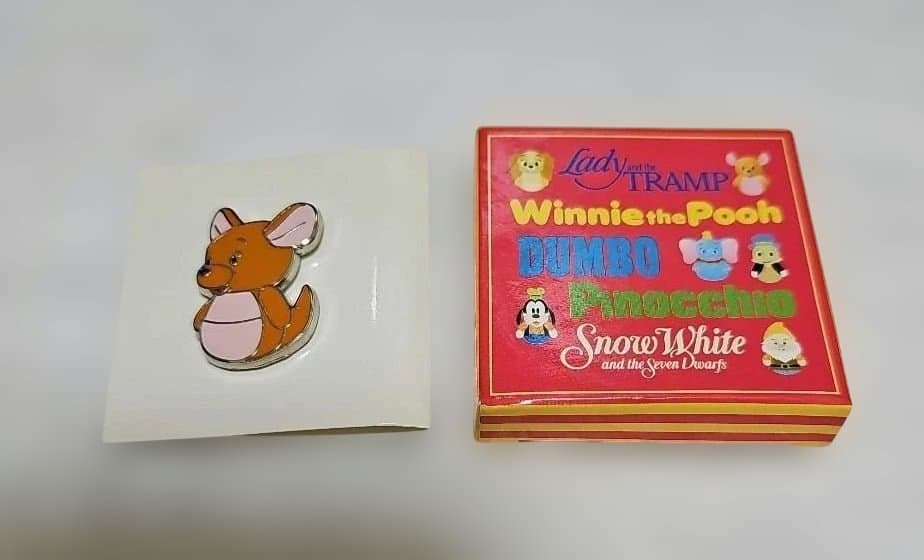 Lady and the TRAMP
Winnie the Pooh
DUMBO
Pinocchio
Snow White
and the Seven Dwarfs